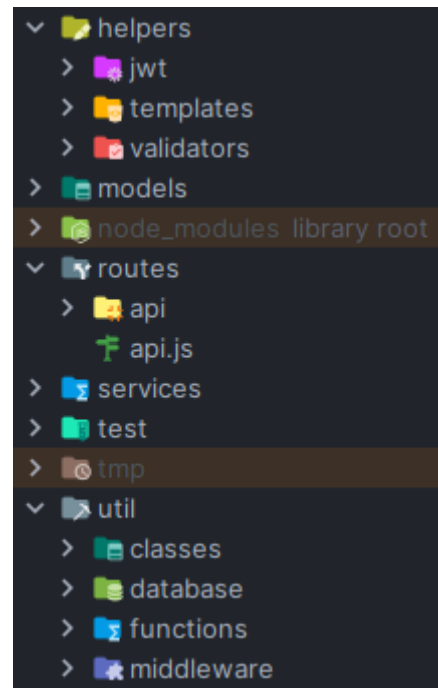 helpers
jwt
templates
validators
models
node_modules library root
routes
api
api.js
services
test
tmp
util
classes
database
functions
middleware